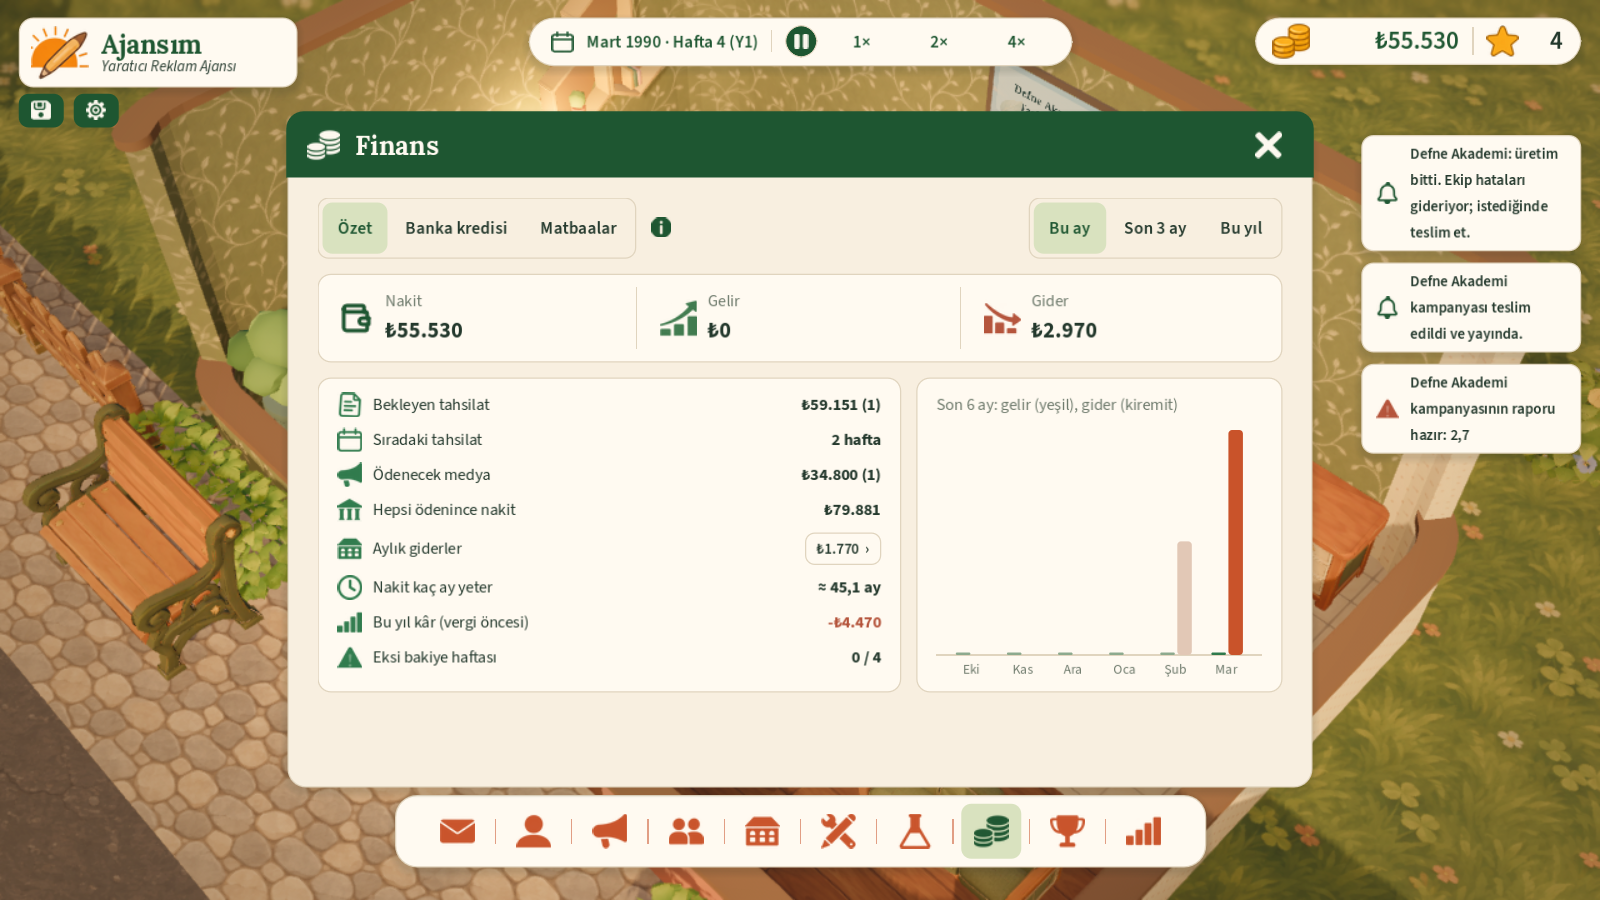 Ajansım
Yaratıcı Reklam Ajansı
Mart 1990 · Hafta 4 (Y1)
1×
2×
4×
₺55.530
4
Defne Ak
Finans
Özet
Banka kredisi
Matbaalar
Bu ay
Son 3 ay
Bu yıl
Nakit
₺55.530
Gelir
₺0
Gider
₺2.970
Bekleyen tahsilat
₺59.151 (1)
Sıradaki tahsilat
2 hafta
Ödenecek medya
₺34.800 (1)
Hepsi ödenince nakit
₺79.881
Aylık giderler
₺1.770 ›
Nakit kaç ay yeter
≈ 45,1 ay
Bu yıl kâr (vergi öncesi)
-₺4.470
Eksi bakiye haftası
0 / 4
Son 6 ay: gelir (yeşil), gider (kiremit)
Eki
Kas
Ara
Oca
Şub
Mar
Defne Akademi: üretim
bitti. Ekip hataları
gideriyor; istediğinde
teslim et.
Defne Akademi
kampanyası teslim
edildi ve yayında.
Defne Akademi
kampanyasının raporu
hazır: 2,7